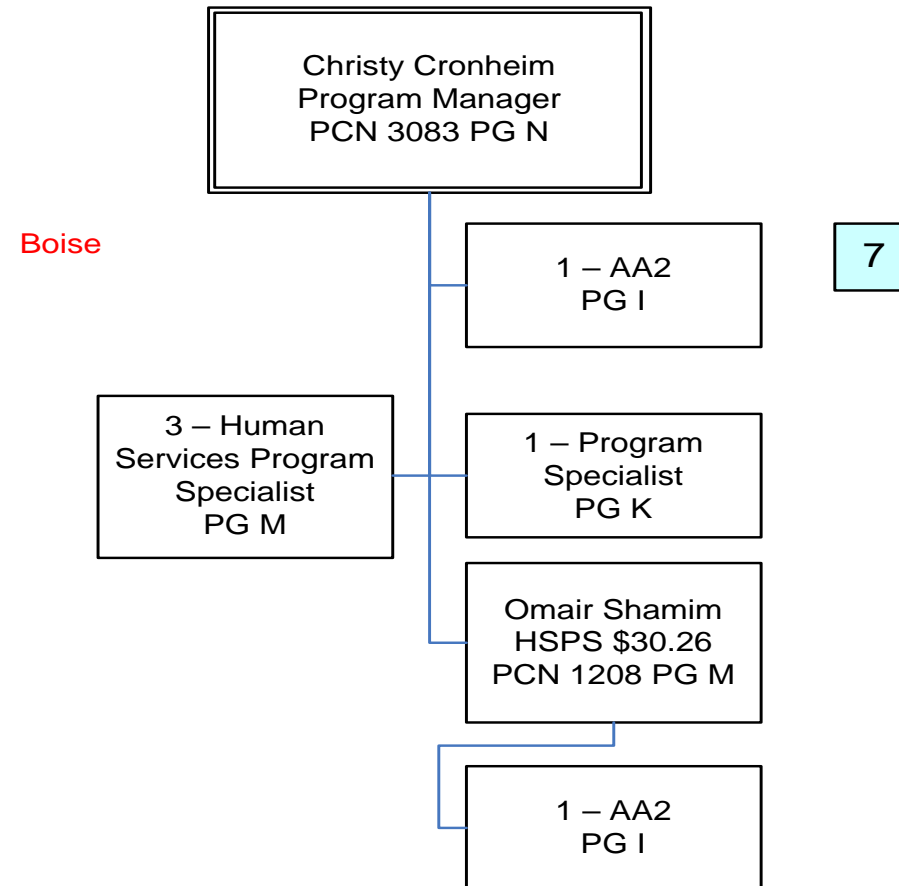 Christy Cronheim
Program Manager
PCN 3083 PG N
Boise
1 – AA2
PG I
7
3 – Human
Services Program
Specialist
PG M
1 – Program
Specialist
PG K
Omair Shamim
HSPS $30.26
PCN 1208 PG M
1 – AA2
PG I